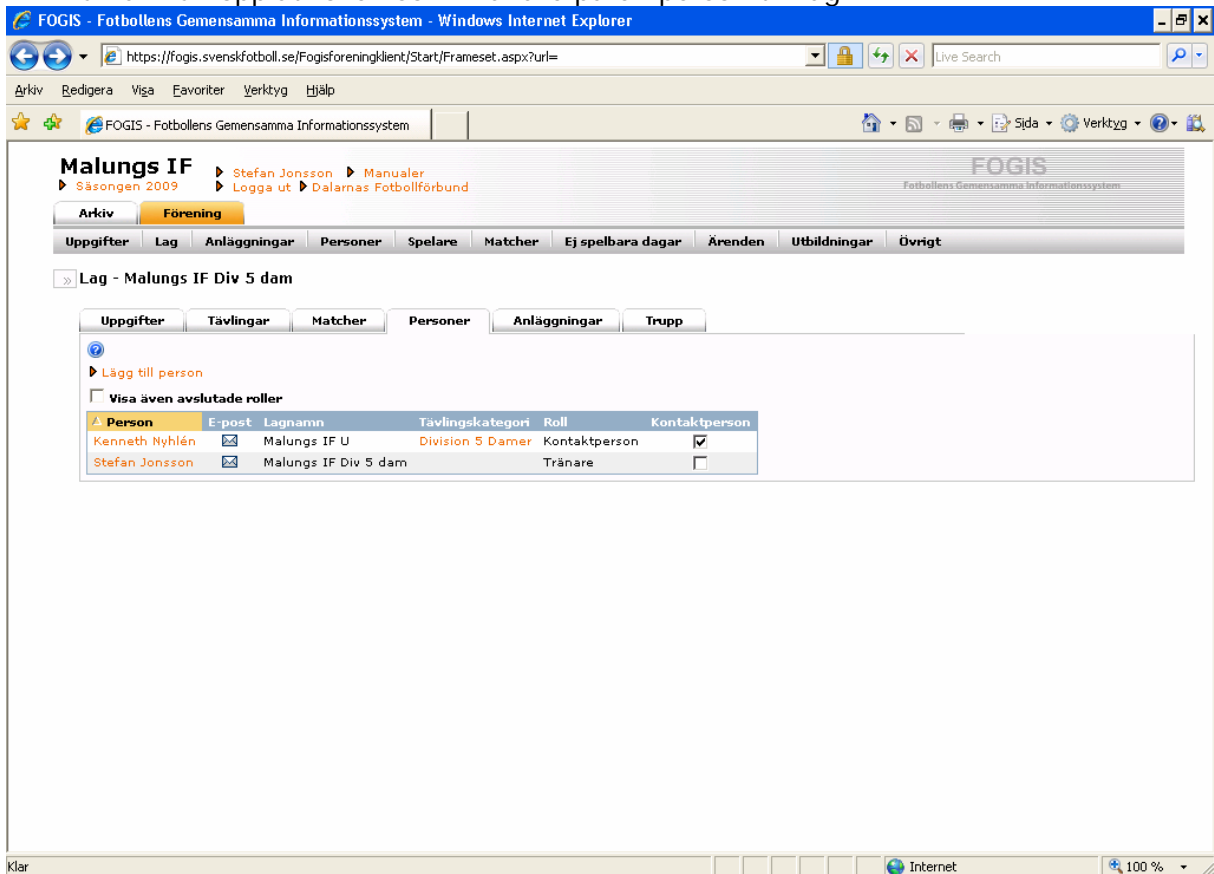 FOGIS - Fotbollens Gemensamma Informationssystem - Windows Internet Explorer
https://fogis.svenskfotboll.se/Fogisforeningklient/Start/Frameset.aspx?url=
Live Search
Arkiv Redigera Visa Favoriter Verktyg Hjälp
FOGIS - Fotbollens Gemensamma Informationssystem
Sida Verktyg
Malungs IF Stefan Jonsson Manualer
Säsongen 2009 Logga ut Dalarnas Fotbollförbund
FOGIS
Fotbollens Gemensamma Informationssystem
Arkiv Förening
Uppgifter Lag Anläggningar Personer Spelare Matcher Ej spelbara dagar Ärenden Utbildningar Övrigt
» Lag - Malungs IF Div 5 dam
Uppgifter Tävlingar Matcher Personer Anläggningar Trupp
Lägg till person
Visa även avslutade roller
Person E-post Lagnamn Tävlingskategori Roll Kontaktperson
Kenneth Nyhlén Malungs IF U Division 5 Damer Kontaktperson
Stefan Jonsson Malungs IF Div 5 dam Tränare
Klar Internet 100 %